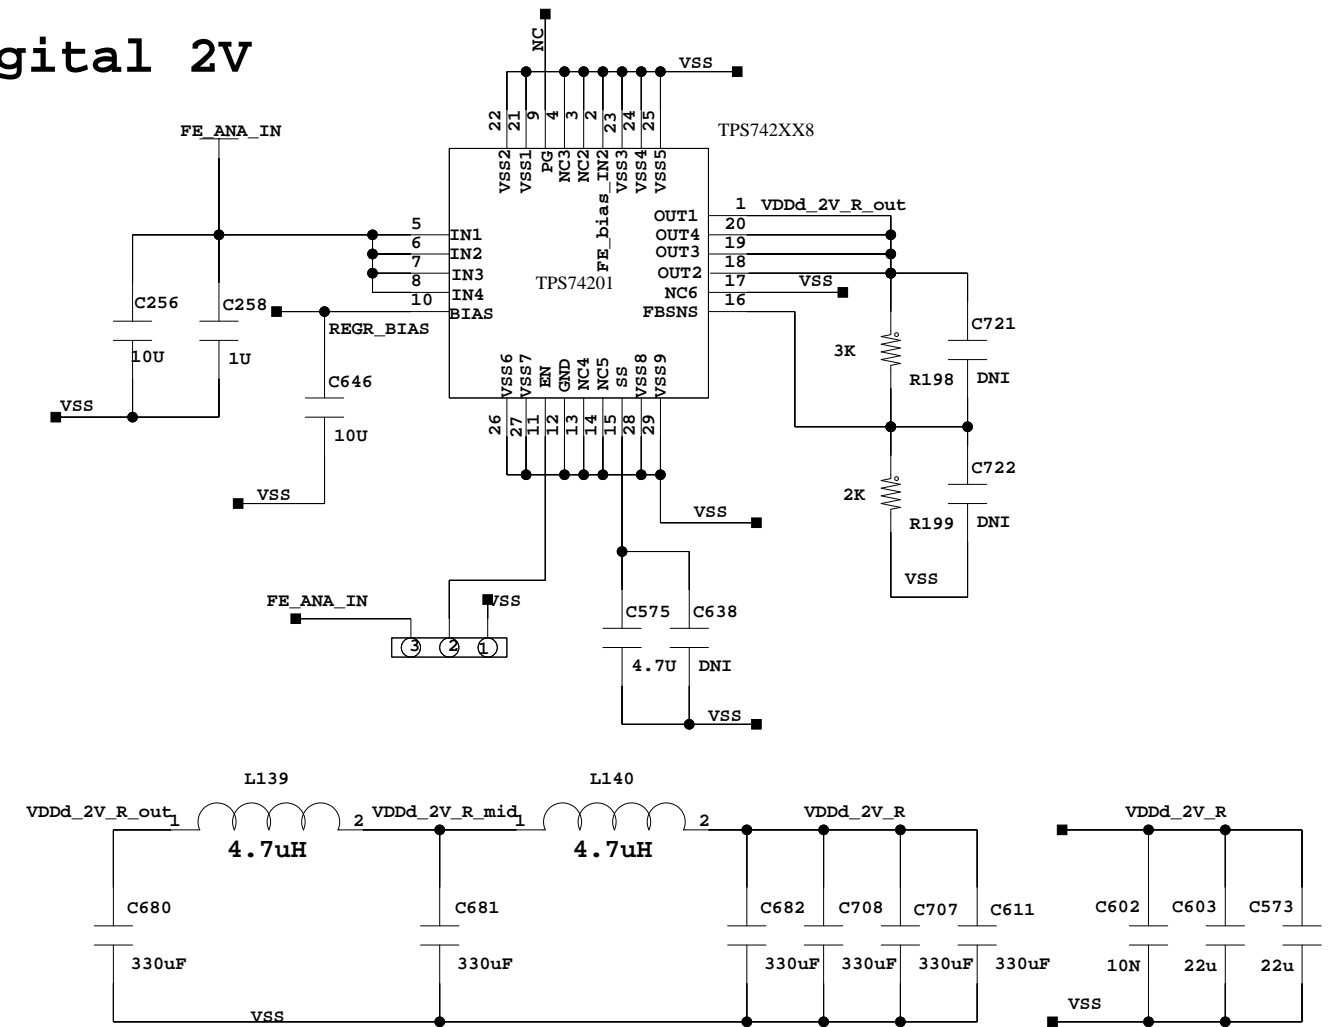 gital 2V
NC
VSS
TPS742XX8
FE_ANA_IN
22
21
9
4
3
2
23
24
25
VSS2
VSS1
PG
NC3
NC2
FE_bias_IN2
VSS3
VSS4
VSS5
5
6
7
8
10
IN1
IN2
IN3
IN4
BIAS
TPS74201
OUT1
OUT4
OUT3
OUT2
NC6
FBSNS
1
20
19
18
17
16
VDDd_2V_R_out
VSS
C256
10U
C258
1U
REGR_BIAS
VSS
C646
10U
VSS
VSS6
VSS7
EN
GND
NC4
NC5
SS
VSS8
VSS9
26
27
11
12
13
14
15
28
29
VSS
3K
R198
C721
DNI
2K
R199
C722
DNI
VSS
FE_ANA_IN
VSS
3
2
1
C575
4.7U
C638
DNI
VSS
L139
L140
VDDd_2V_R_out
1
2
VDDd_2V_R_mid
1
2
VDDd_2V_R
VDDd_2V_R
4.7uH
4.7uH
C680
C681
C682
C708
C707
C611
C602
C603
C573
330uF
330uF
330uF
330uF
330uF
330uF
10N
22u
22u
VSS
VSS